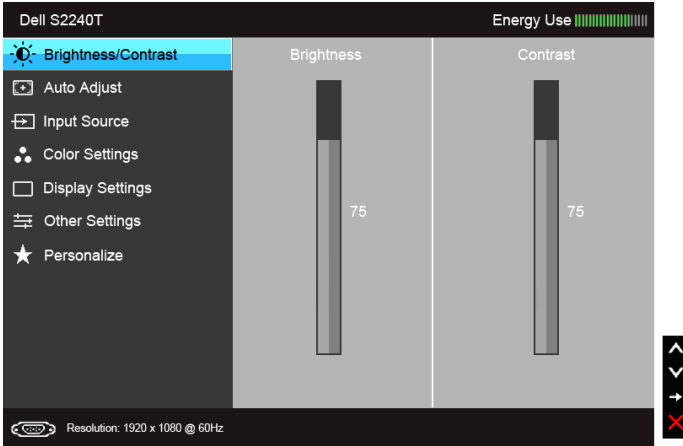 Dell S2240T
Energy Use
Brightness/Contrast
Auto Adjust
Input Source
Color Settings
Display Settings
Other Settings
Personalize
Brightness
Contrast
75
75
Resolution: 1920 x 1080 @ 60Hz